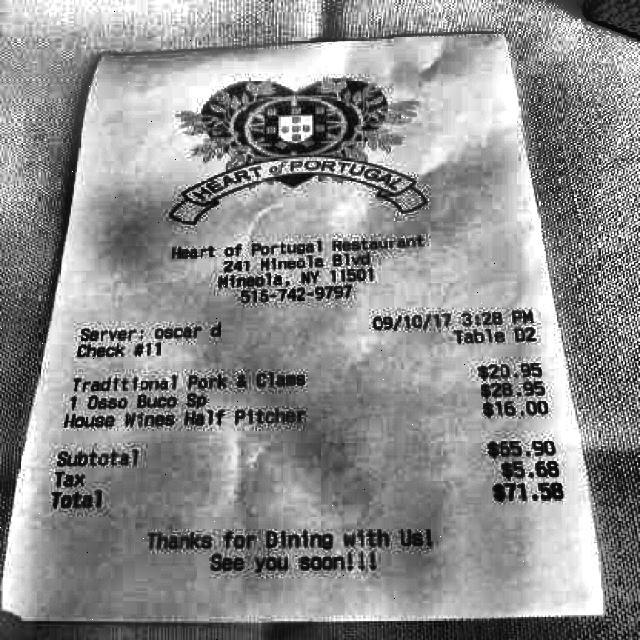 HEART of PORTUGAL
Heart of Portugal Restaurant
241 Mineola Blvd
Mineola, NY 11501
516-742-9797
Server: oscar d 09/10/17 3:28 PM
Check #11 Table D2
Traditional Pork & Clams $20.95
1 Osso Buco Sp $28.95
House Wines Half Pitcher $16.00
Subtotal $65.90
Tax $5.68
Total $71.58
Thanks for Dining with Us!
See you soon!!!